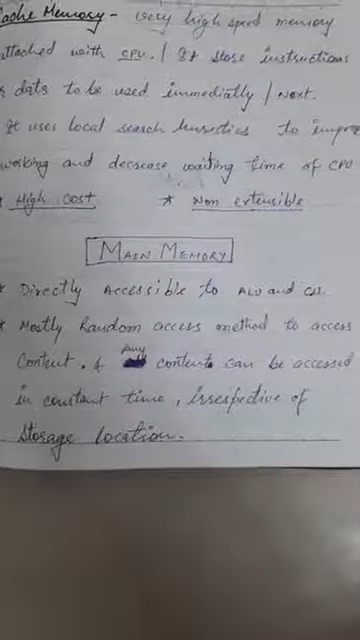 Cache Memory - very high speed memory
attached with CPU. / It store instructions
& data to be used immediately / Next.
It uses local search heuristics to improve
working and decrease waiting time of CPU
* High cost * Non extensible
MAIN MEMORY
* Directly Accessible to ALU and CU.
* Mostly Random access method to access
Content. & Any content can be accessed
in constant time, irrespective of
storage location.